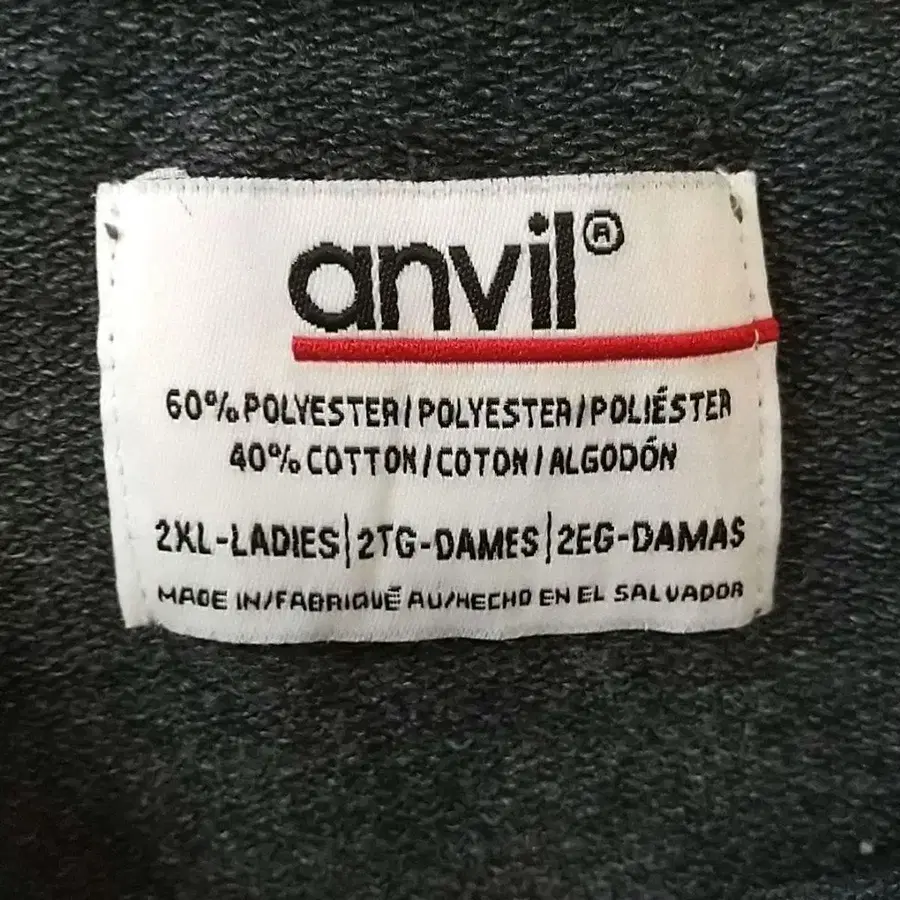 anvil®
60% POLYESTER/POLYESTER/POLIÉSTER
40% COTTON/COTON/ALGODÓN
2XL-LADIES|2TG-DAMES|2EG-DAMAS
MADE IN/FABRIQUÉ AU/HECHO EN EL SALVADOR